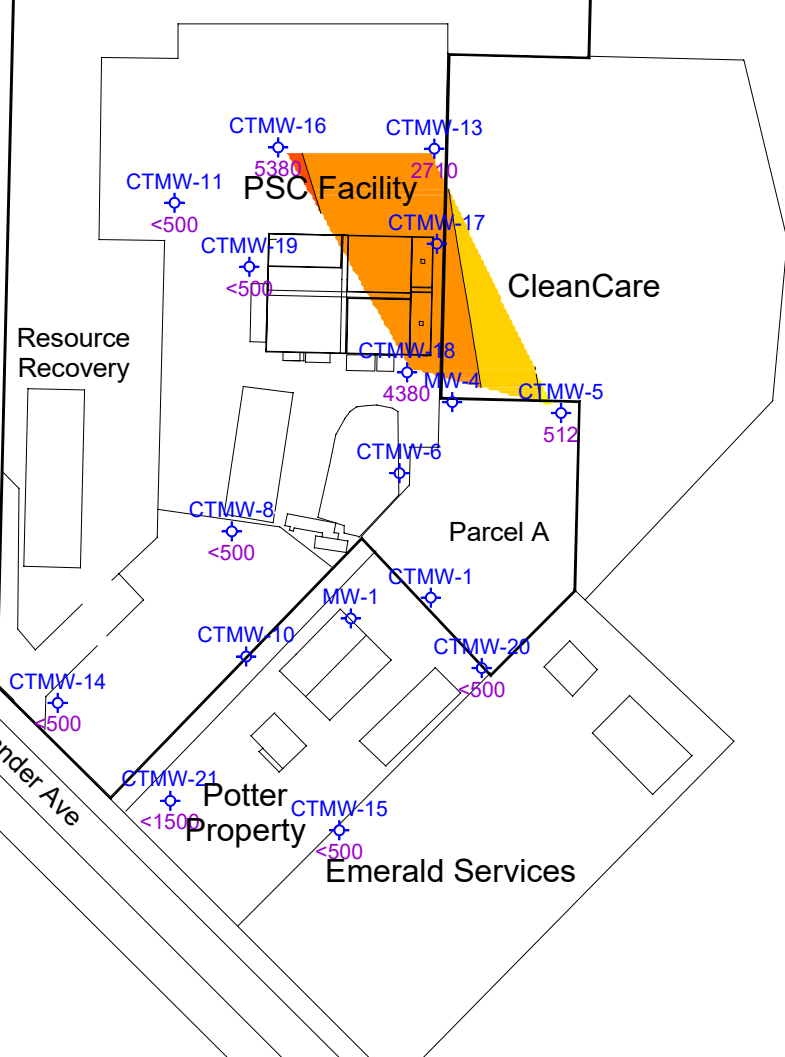 CTMW-16
CTMW-13
5380
2710
CTMW-11
PSC Facility
<500
CTMW-17
CTMW-19
<500
CleanCare
Resource
Recovery
CTMW-18
4380
MW-4
CTMW-5
512
CTMW-6
CTMW-8
<500
Parcel A
CTMW-1
MW-1
CTMW-10
CTMW-20
<500
CTMW-14
<500
nder Ave
CTMW-21
<1500
Potter
Property
CTMW-15
<500
Emerald Services